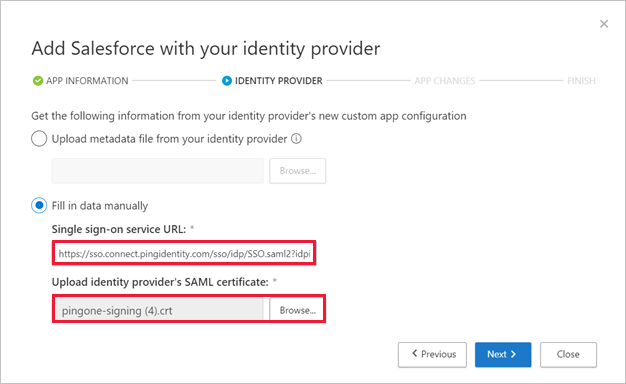 Add Salesforce with your identity provider
APP INFORMATION
IDENTITY PROVIDER
APP CHANGES
FINISH
Get the following information from your identity provider's new custom app configuration
Upload metadata file from your identity provider
Browse...
Fill in data manually
Single sign-on service URL: *
https://sso.connect.pingidentity.com/sso/idp/SSO.saml2?idpi
Upload identity provider's SAML certificate: *
pingone-signing (4).crt
Browse...
Previous
Next
Close